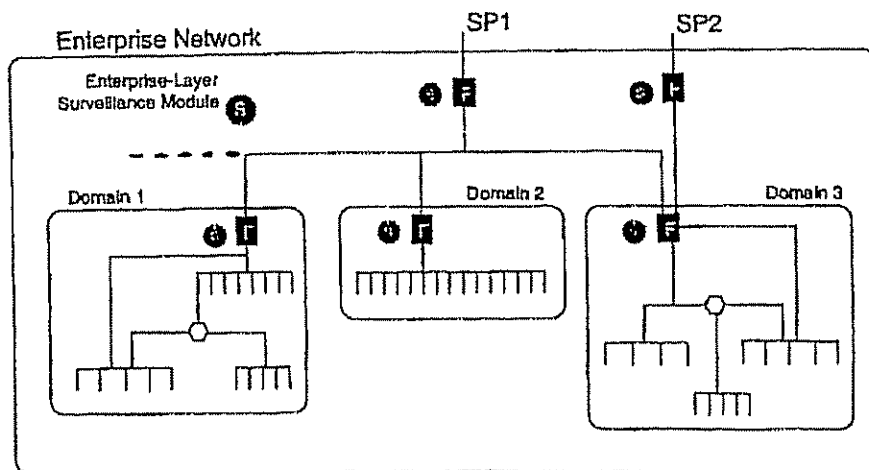 SP1
SP2
Enterprise Network
Enterprise-Layer
Surveillance Module
S
F
Domain 1
Domain 2
Domain 3
F